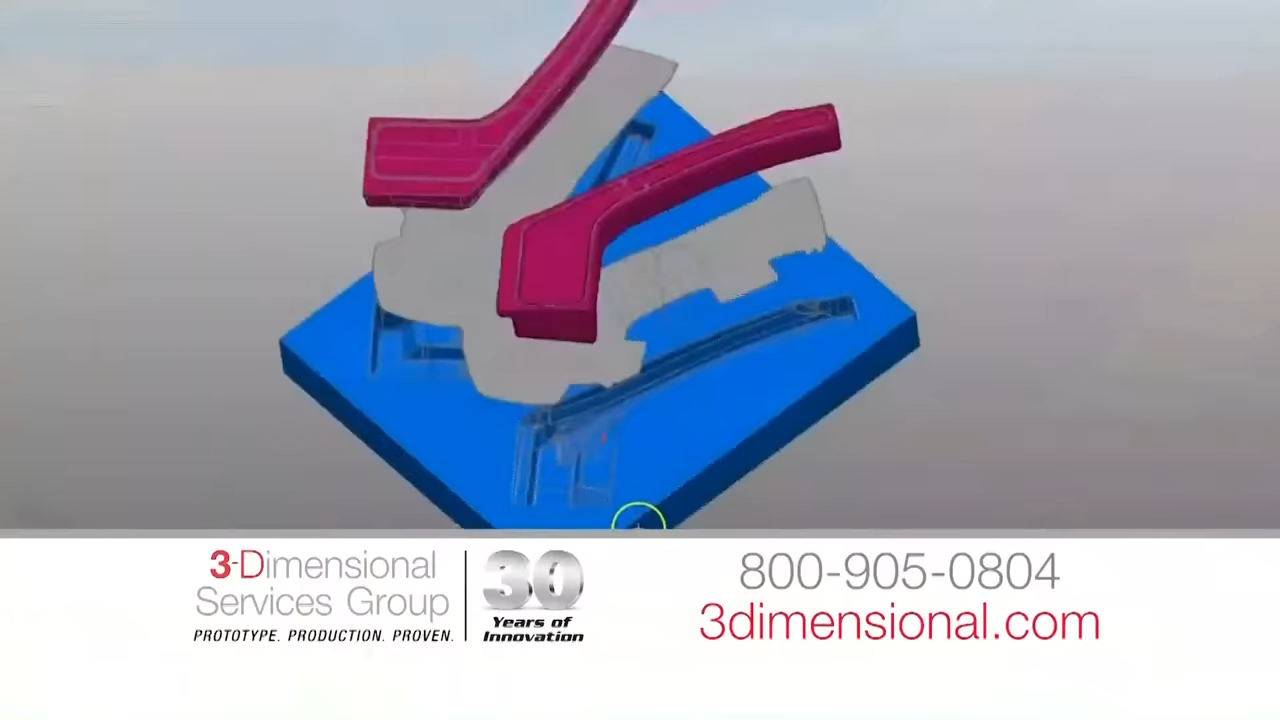 3-Dimensional
Services Group
PROTOTYPE. PRODUCTION. PROVEN.
30
Years of
Innovation
800-905-0804
3dimensional.com